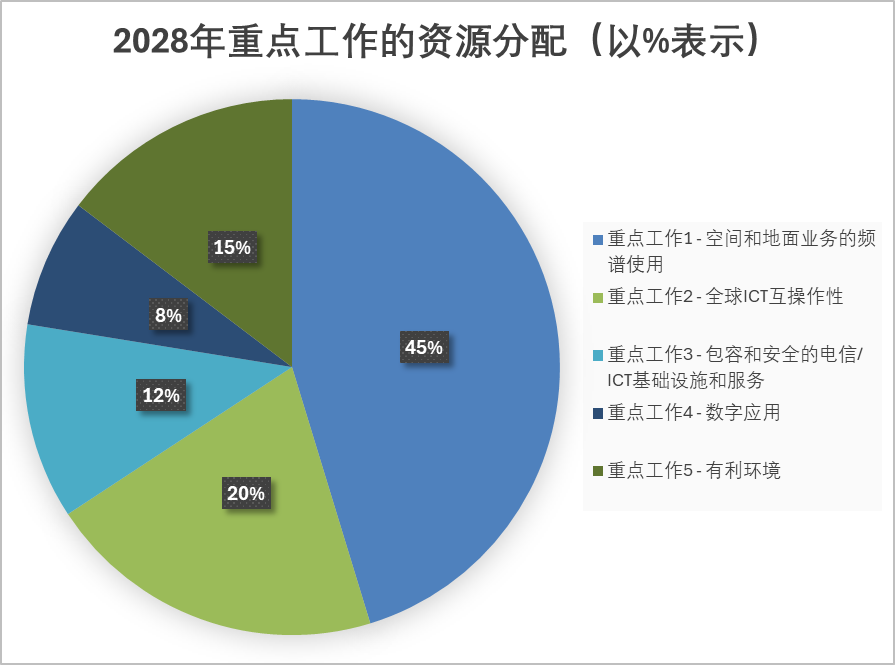 2028年重点工作的资源分配（以%表示）
15%
8%
45%
12%
20%
重点工作1 - 空间和地面业务的频
谱使用
重点工作2 - 全球ICT互操作性
重点工作3 - 包容和安全的电信/
ICT基础设施和服务
重点工作4 - 数字应用
重点工作5 - 有利环境